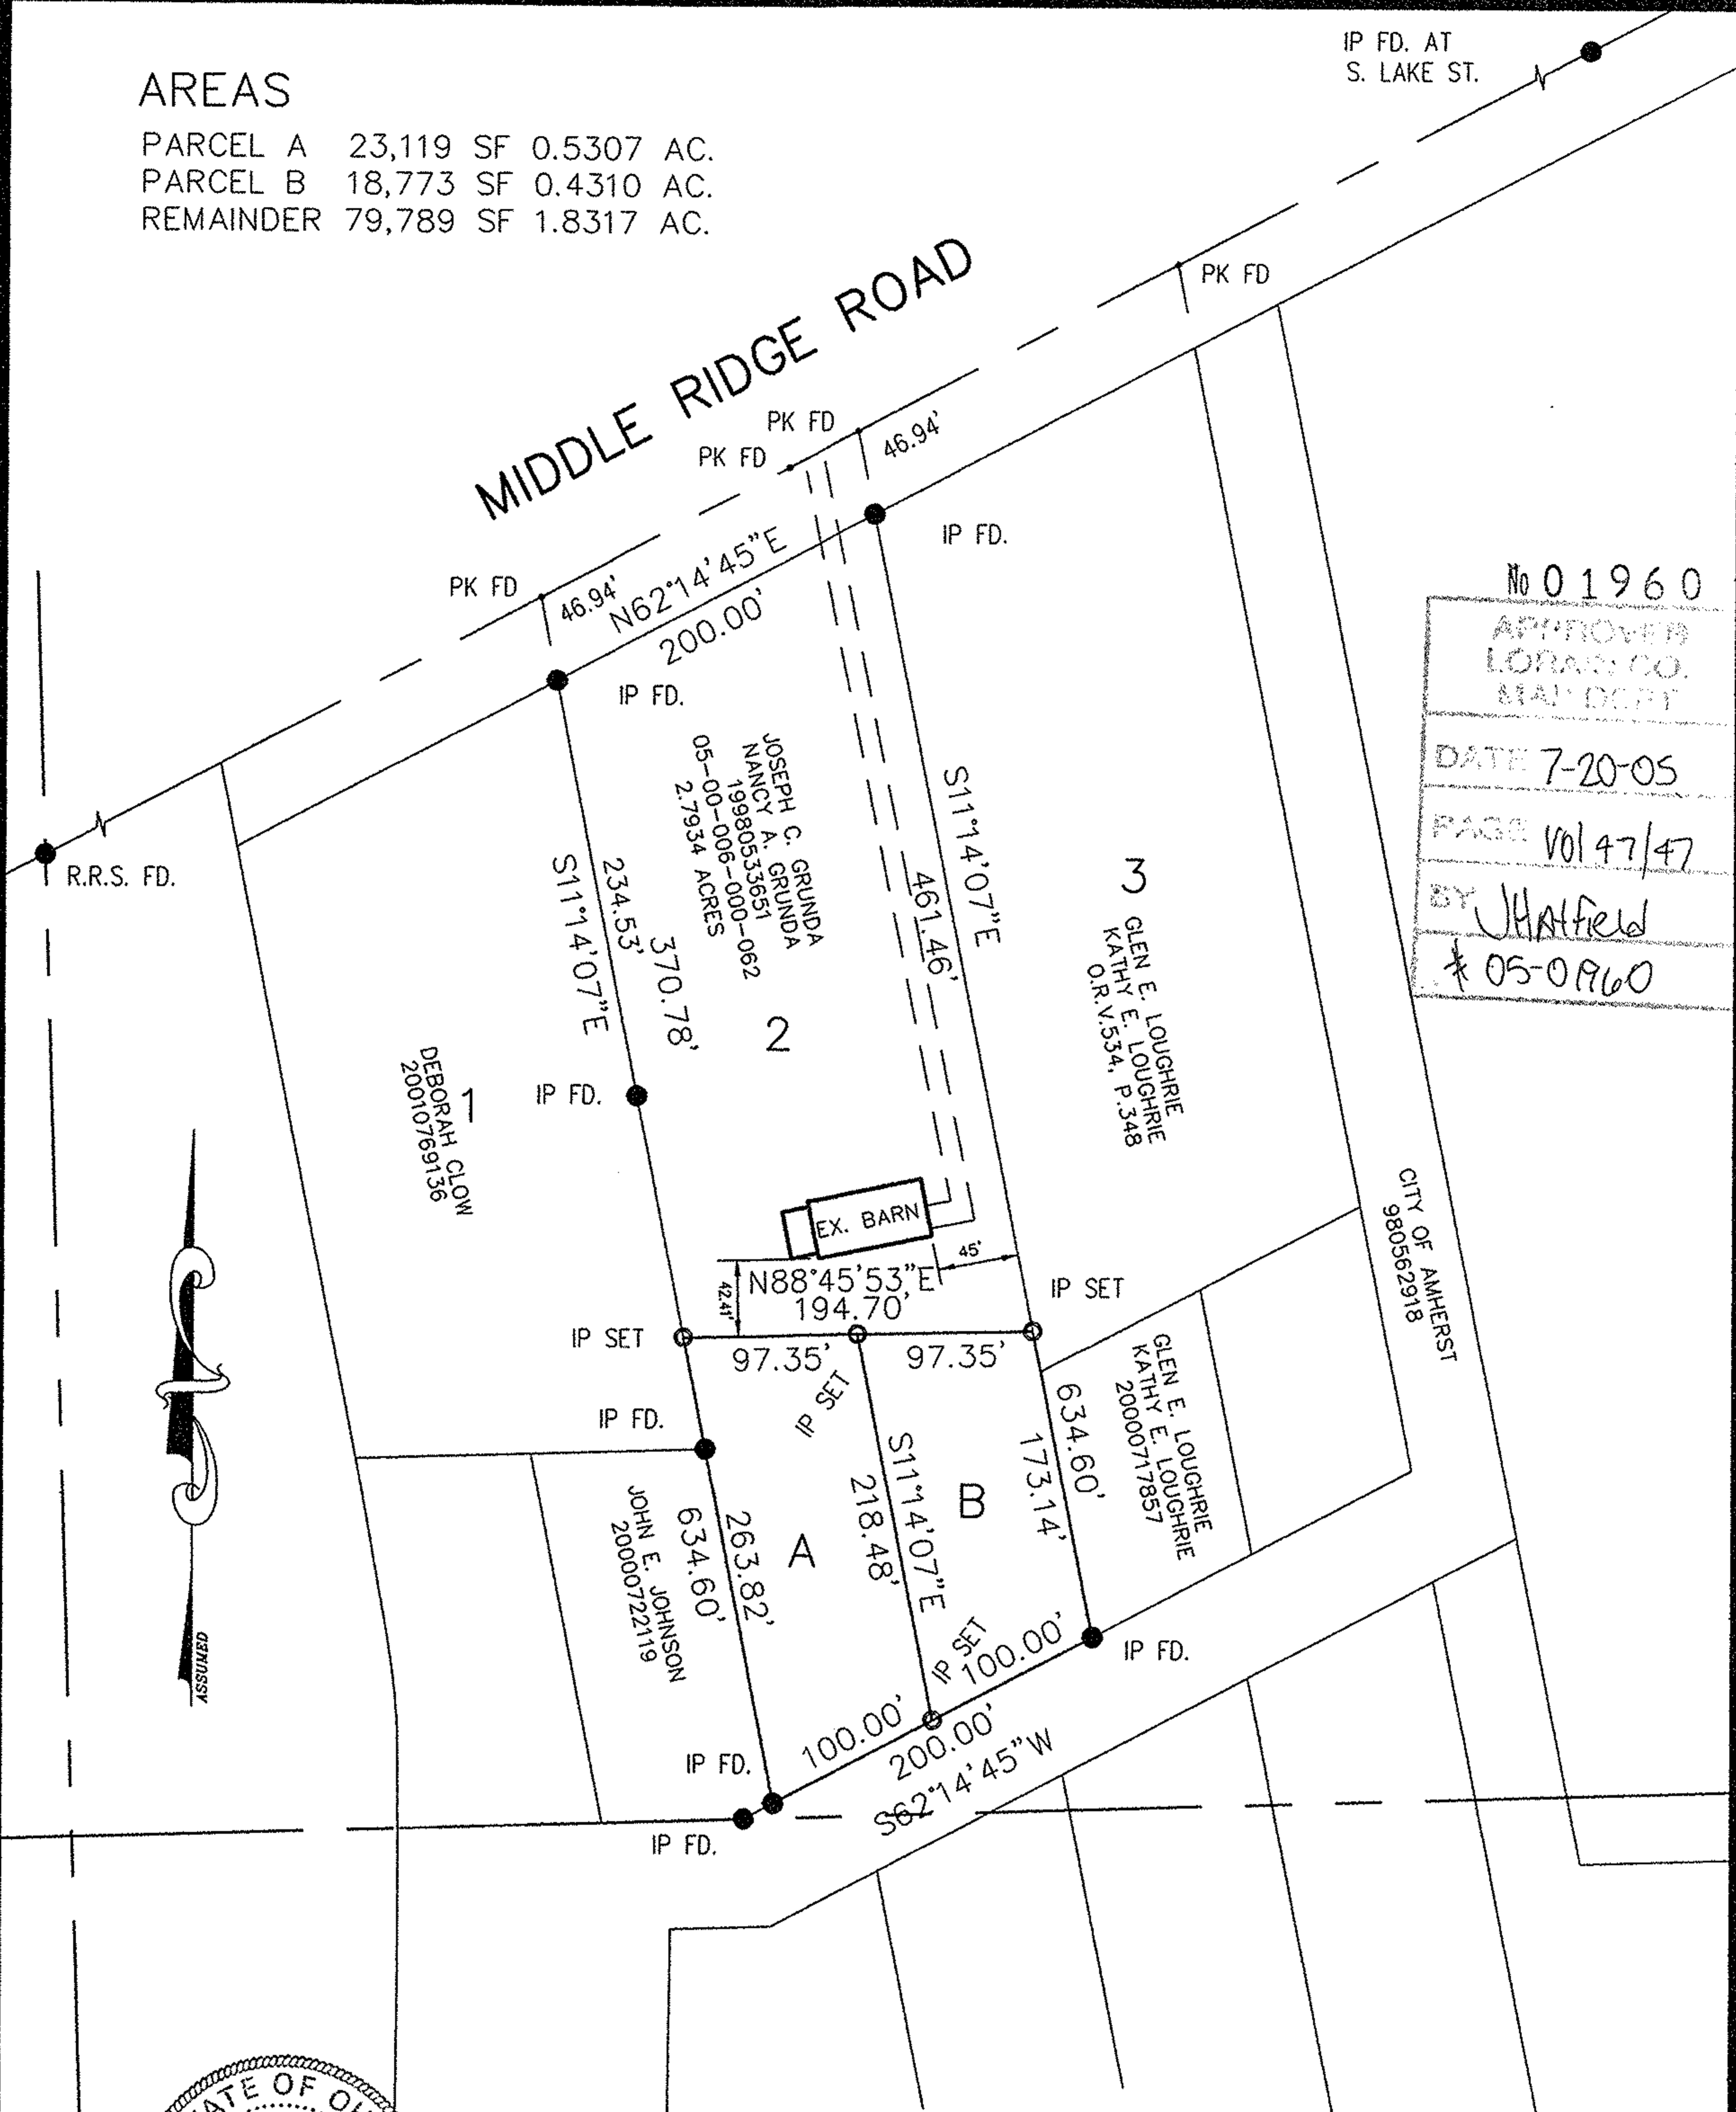 IP FD. AT
S. LAKE ST.
AREAS
PARCEL A 23,119 SF 0.5307 AC.
PARCEL B 18,773 SF 0.4310 AC.
REMAINDER 79,789 SF 1.8317 AC.
MIDDLE RIDGE ROAD
PK FD
PK FD
PK FD
46.94'
IP FD.
PK FD
46.94'
N62°14'45"E
200.00'
IP FD.
No 01960
APPROVED
LORAIN CO.
MAP DEPT
DATE 7-20-05
PAGE Vol 47/47
BY JHatfield
# 05-01960
R.R.S. FD.
JOSEPH C. GRUNDA
NANCY A. GRUNDA
19980533651
05-00-006-000-062
2.7934 ACRES
S11°14'07"E
234.53'
370.78'
2
S11°14'07"E
461.46'
3
GLEN E. LOUGHRIE
KATHY E. LOUGHRIE
O.R.V.534, P.348
IP FD.
1
DEBORAH CLOW
20010769136
EX. BARN
45'
42.41'
N88°45'53"E
194.70'
IP SET
IP SET
97.35'
97.35'
IP SET
CITY OF AMHERST
980562918
GLEN E. LOUGHRIE
KATHY E. LOUGHRIE
20000717857
IP FD.
634.60'
173.14'
B
S11°14'07"E
218.48'
A
263.82'
634.60'
JOHN E. JOHNSON
20000722119
ASSUMED
IP SET
100.00'
IP FD.
100.00'
200.00'
S62°14'45"W
IP FD.
IP FD.
ATE OF OH